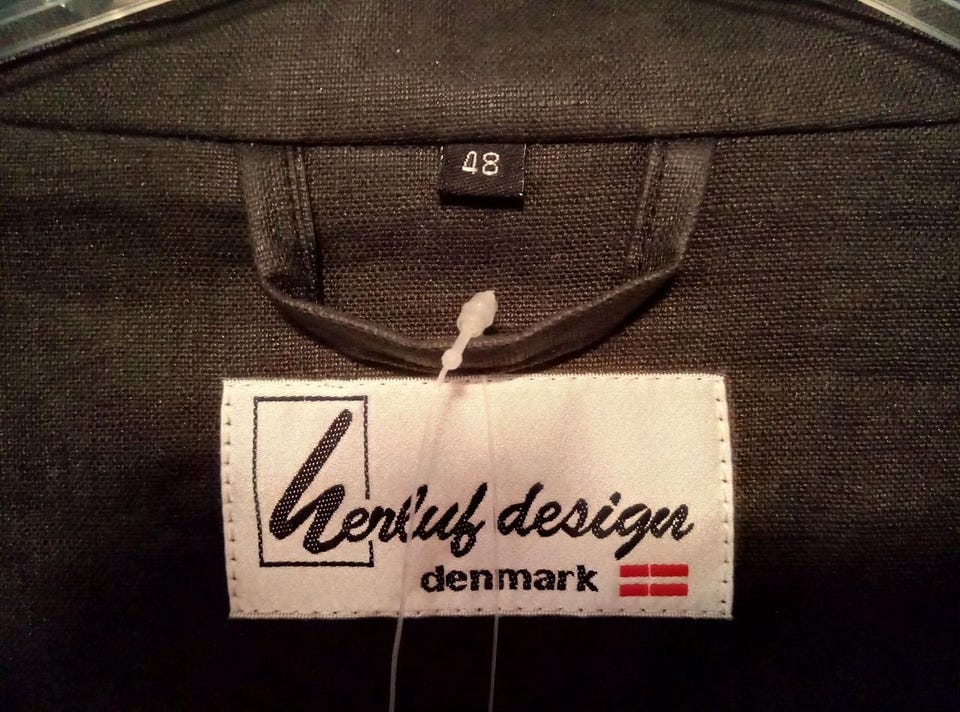 48
herluf design
denmark